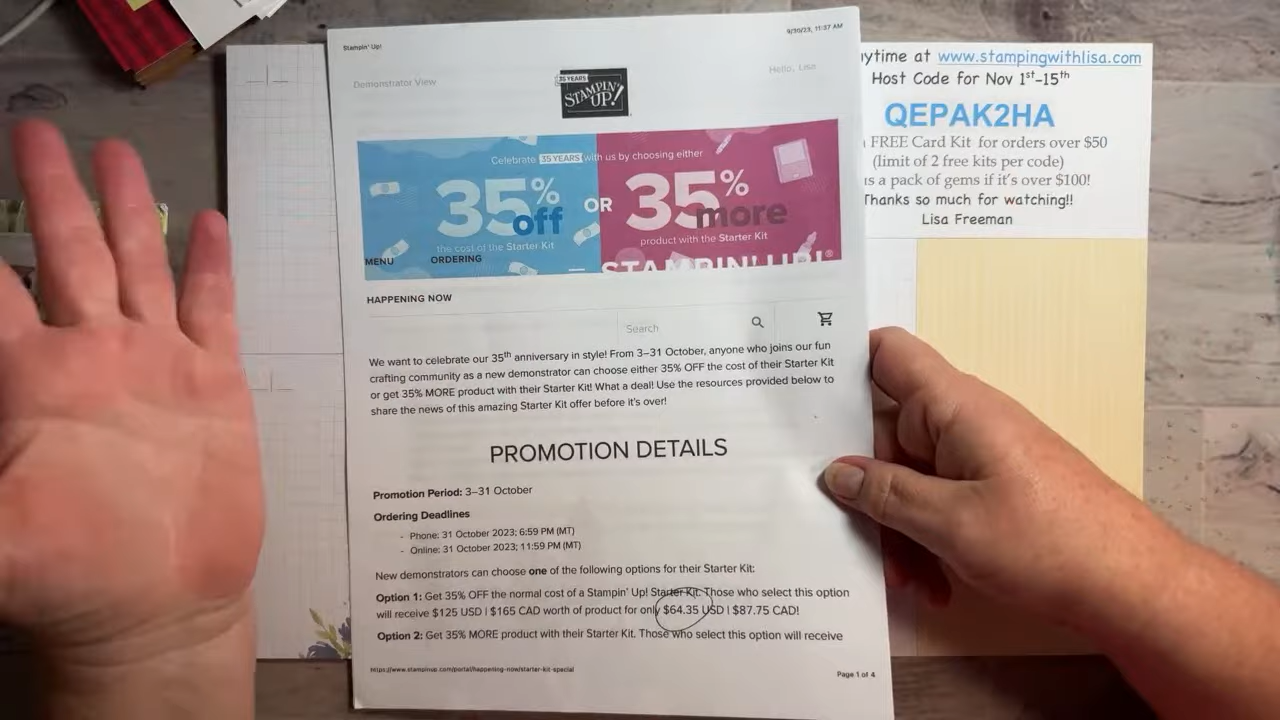 Stampin' Up!
9/30/23, 11:37 AM
Demonstrator View
Hello, Lisa
35 YEARS
STAMPIN' UP!
Celebrate 35 YEARS with us by choosing either
35% off OR 35% more
the cost of the Starter Kit
product with the Starter Kit
MENU ORDERING
STAMPIN' UP!®
HAPPENING NOW
Search
We want to celebrate our 35th anniversary in style! From 3–31 October, anyone who joins our fun
crafting community as a new demonstrator can choose either 35% OFF the cost of their Starter Kit
or get 35% MORE product with their Starter Kit! What a deal! Use the resources provided below to
share the news of this amazing Starter Kit offer before it's over!
PROMOTION DETAILS
Promotion Period: 3–31 October
Ordering Deadlines
- Phone: 31 October 2023; 6:59 PM (MT)
- Online: 31 October 2023; 11:59 PM (MT)
New demonstrators can choose one of the following options for their Starter Kit:
Option 1: Get 35% OFF the normal cost of a Stampin' Up! Starter Kit. Those who select this option
will receive $125 USD | $165 CAD worth of product for only $64.35 USD | $87.75 CAD!
Option 2: Get 35% MORE product with their Starter Kit. Those who select this option will receive
https://www.stampinup.com/portal/happening-now/starter-kit-special
Page 1 of 4
ytime at www.stampingwithlisa.com
Host Code for Nov 1st-15th
QEPAK2HA
FREE Card Kit for orders over $50
(limit of 2 free kits per code)
s a pack of gems if it's over $100!
Thanks so much for watching!!
Lisa Freeman